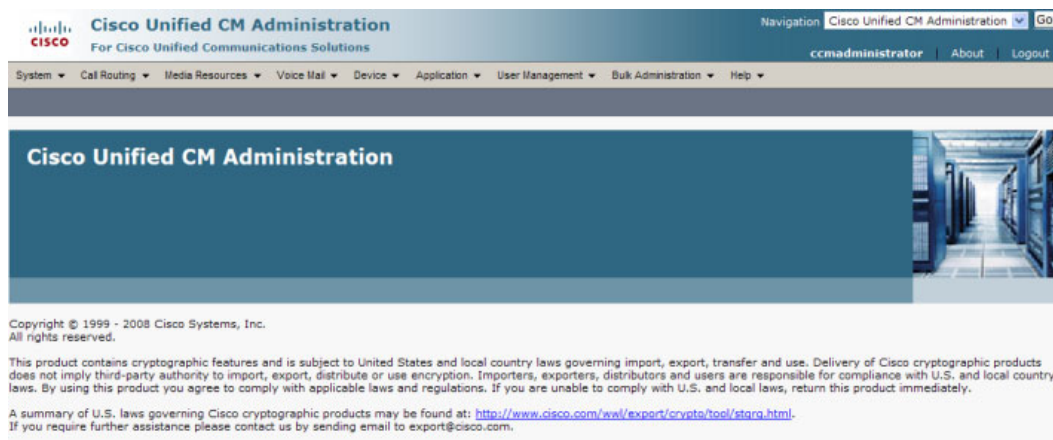 Cisco Unified CM Administration
Navigation Cisco Unified CM Administration Go
CISCO
For Cisco Unified Communications Solutions
ccmadministrator | About | Logout
System Call Routing Media Resources Voice Mail Device Application User Management Bulk Administration Help
Cisco Unified CM Administration
Copyright © 1999 - 2008 Cisco Systems, Inc.
All rights reserved.
This product contains cryptographic features and is subject to United States and local country laws governing import, export, transfer and use. Delivery of Cisco cryptographic products
does not imply third-party authority to import, export, distribute or use encryption. Importers, exporters, distributors and users are responsible for compliance with U.S. and local country
laws. By using this product you agree to comply with applicable laws and regulations. If you are unable to comply with U.S. and local laws, return this product immediately.
A summary of U.S. laws governing Cisco cryptographic products may be found at: http://www.cisco.com/wwl/export/crypto/tool/stqrg.html.
If you require further assistance please contact us by sending email to export@cisco.com.